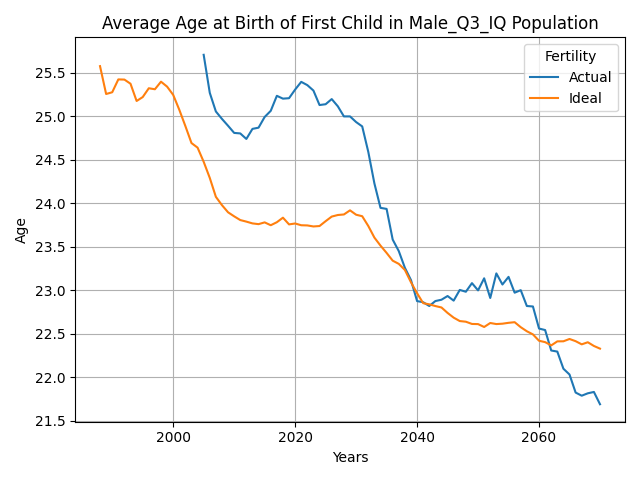 Average Age at Birth of First Child in Male_Q3_IQ Population
Fertility
Actual
Ideal
25.5
25.0
24.5
24.0
23.5
23.0
22.5
22.0
21.5
Age
2000
2020
2040
2060
Years